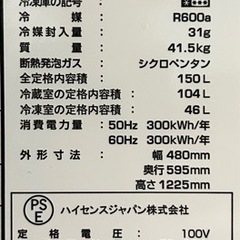 冷凍庫の記号
冷 媒 R600a
冷媒封入量 31g
質 量 41.5kg
断熱発泡ガス シクロペンタン
全定格内容積 150L
冷蔵室の定格内容積 104L
冷凍室の定格内容積 46L
消費電力量 50Hz 300kWh/年
60Hz 300kWh/年
外形寸法 幅 480mm
奥行 595mm
高さ 1225mm
PS
E
ハイセンスジャパン株式会社
定格電圧 100V